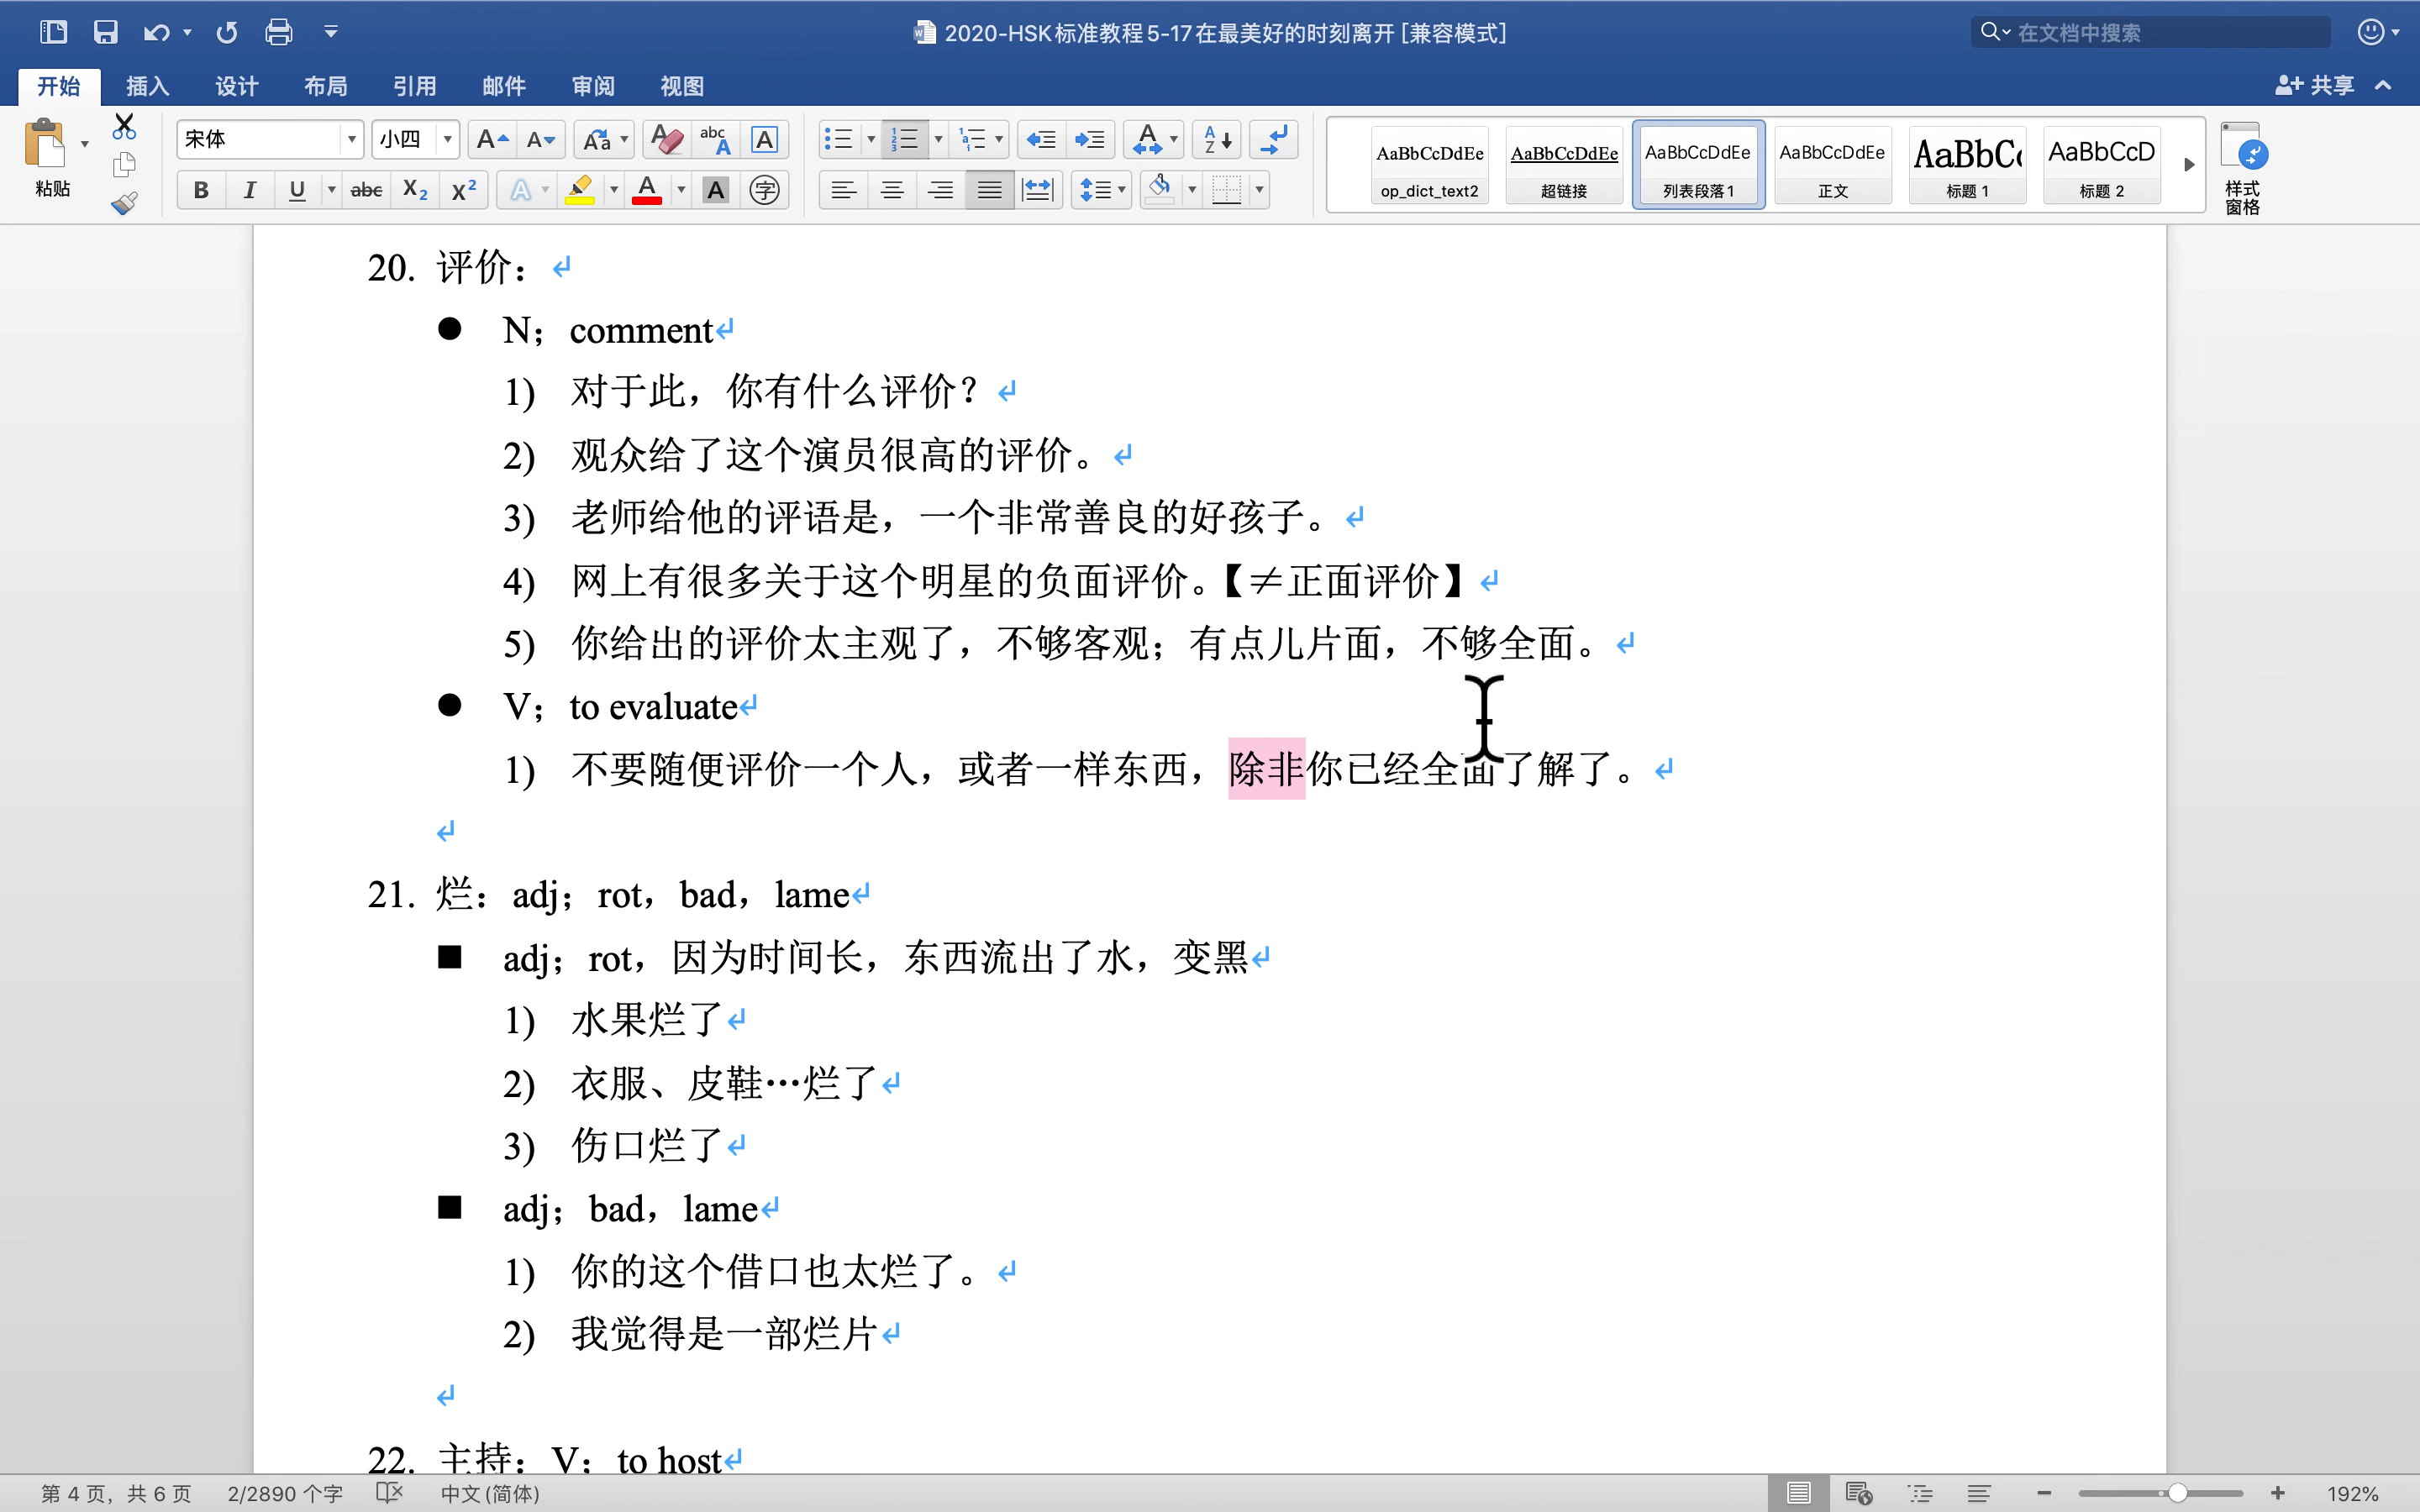 2020-HSK标准教程5-17在最美好的时刻离开 [兼容模式]
在文档中搜索
开始 插入 设计 布局 引用 邮件 审阅 视图
共享
粘贴
宋体 小四
AaBbCcDdEe AaBbCcDdEe AaBbCcDdEe AaBbCcDdEe AaBbCc AaBbCcD
op_dict_text2 超链接 列表段落1 正文 标题 1 标题 2
样式
窗格
20. 评价：
● N；comment
1) 对于此，你有什么评价？
2) 观众给了这个演员很高的评价。
3) 老师给他的评语是，一个非常善良的好孩子。
4) 网上有很多关于这个明星的负面评价。【≠正面评价】
5) 你给出的评价太主观了，不够客观；有点儿片面，不够全面。
● V；to evaluate
1) 不要随便评价一个人，或者一样东西，除非你已经全面了解了。
21. 烂：adj；rot，bad，lame
■ adj；rot，因为时间长，东西流出了水，变黑
1) 水果烂了
2) 衣服、皮鞋…烂了
3) 伤口烂了
■ adj；bad，lame
1) 你的这个借口也太烂了。
2) 我觉得是一部烂片
22. 主持：V；to host
第 4 页，共 6 页 2/2890 个字 中文 (简体) 192%